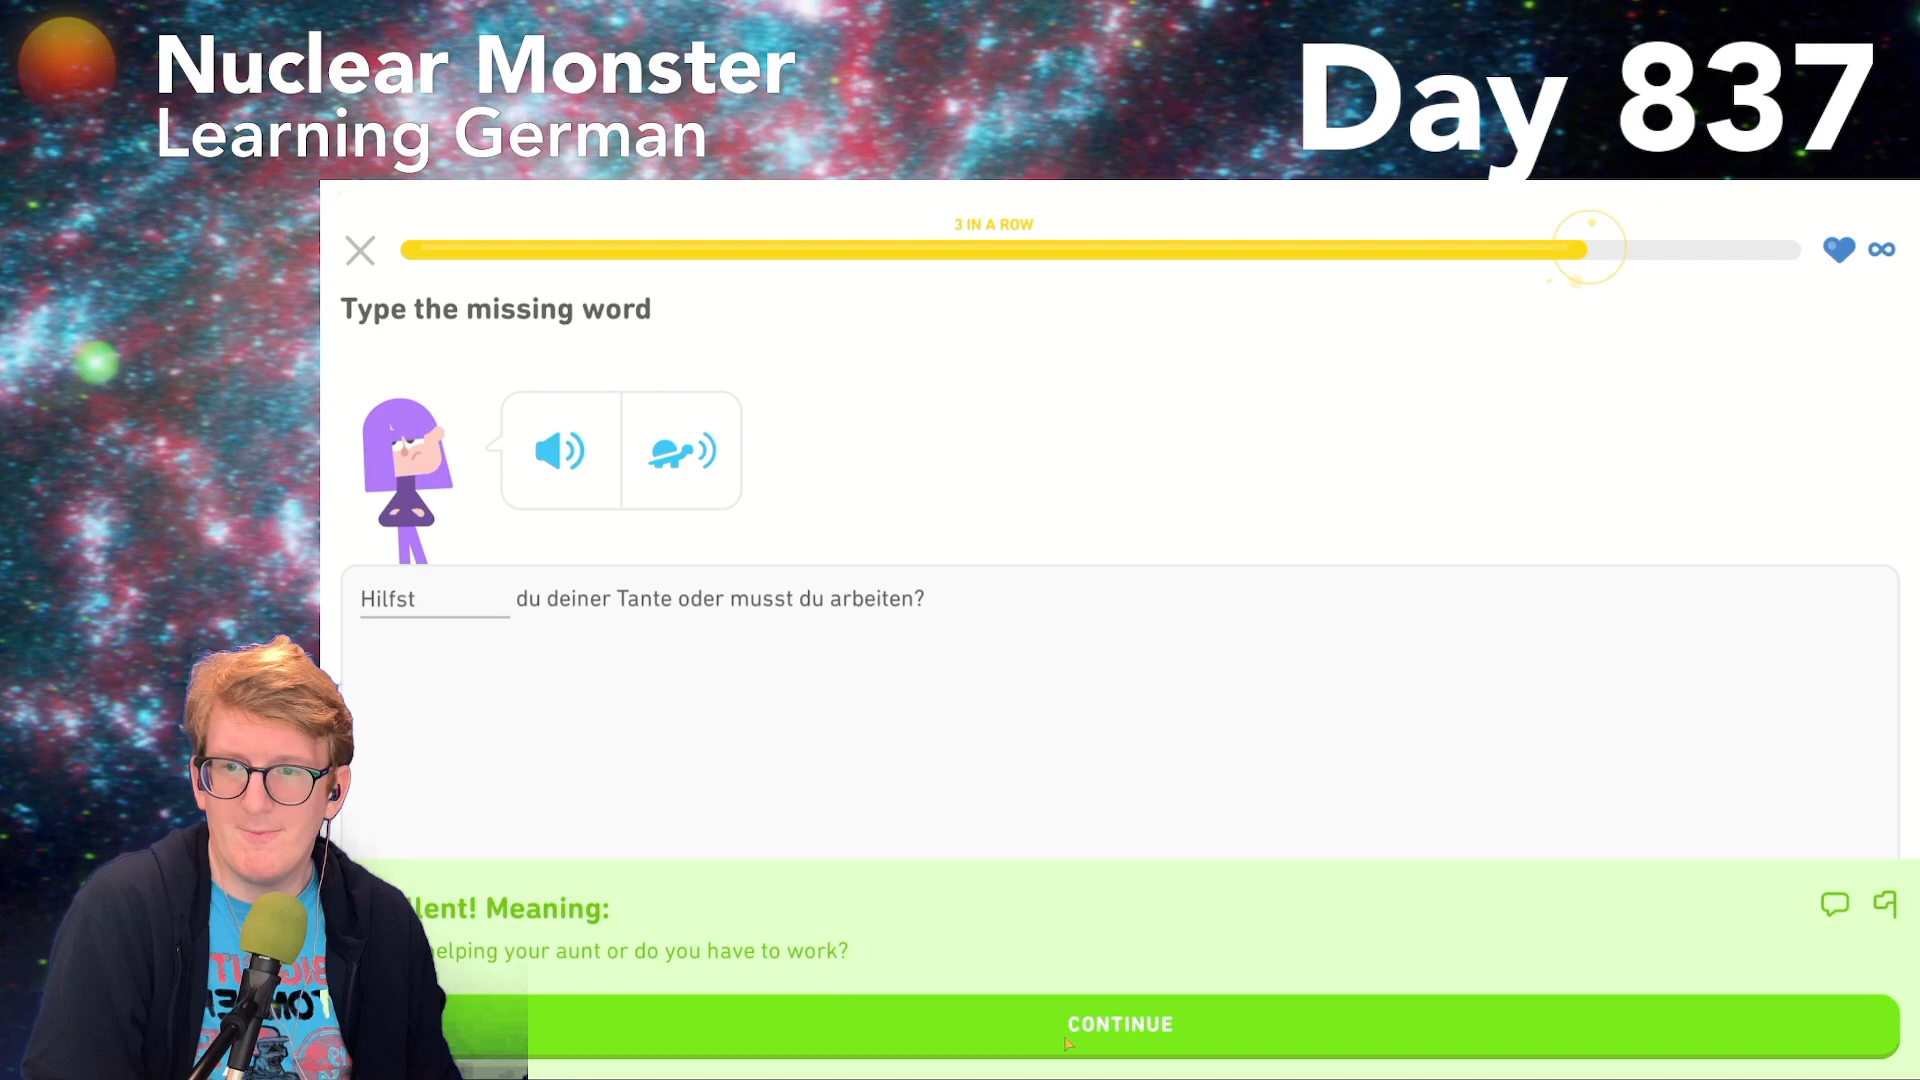 Nuclear Monster
Learning German
Day 837
3 IN A ROW
Type the missing word
Hilfst du deiner Tante oder musst du arbeiten?
llent! Meaning:
elping your aunt or do you have to work?
CONTINUE